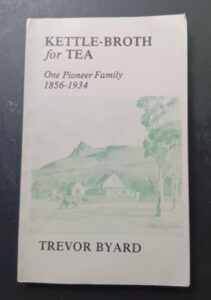 KETTLE-BROTH
for TEA
One Pioneer Family
1856-1934
TREVOR BYARD